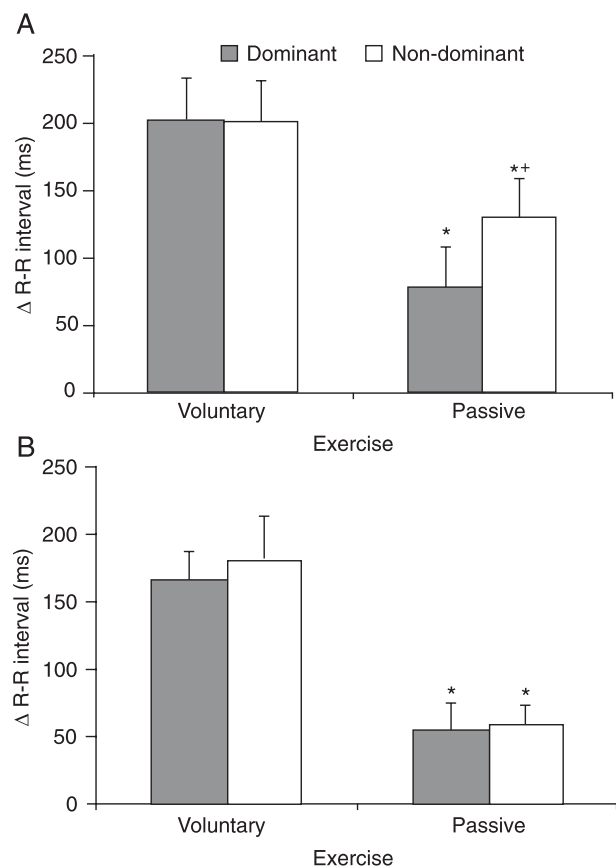 A
Dominant Non-dominant
250
200
150
100
50
0
Δ R-R interval (ms)
*
*+
Voluntary Passive
Exercise
B
250
200
150
100
50
0
Δ R-R interval (ms)
* *
Voluntary Passive
Exercise